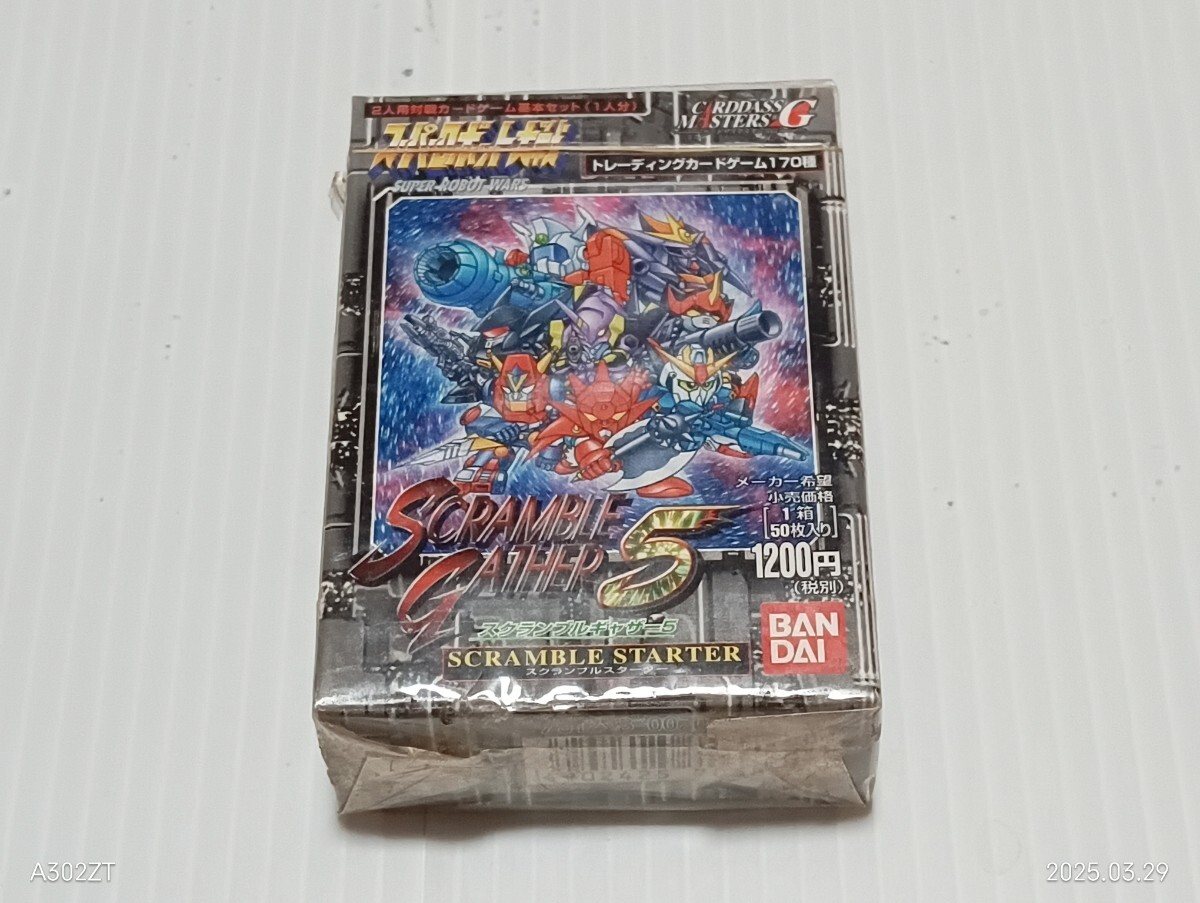 2人用対戦カードゲーム基本セット〈1人分〉
CARDDASS
MASTERS G
スーパーロボット大戦
SUPER ROBOT WARS
トレーディングカードゲーム170種
メーカー希望
小売価格
[1箱
50枚入り]
1200円
(税別)
SCRAMBLE
GATHER 5
スクランブルギャザー5
SCRAMBLE STARTER
スクランブルスターター
BAN
DAI
A302ZT
2025.03.29